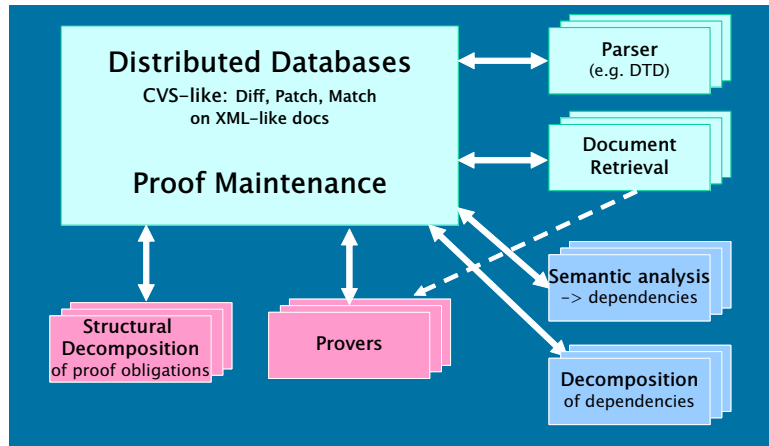 Distributed Databases
CVS-like: Diff, Patch, Match
on XML-like docs
Proof Maintenance
Parser
(e.g. DTD)
Document
Retrieval
Semantic analysis
-> dependencies
Structural
Decomposition
of proof obligations
Provers
Decomposition
of dependencies